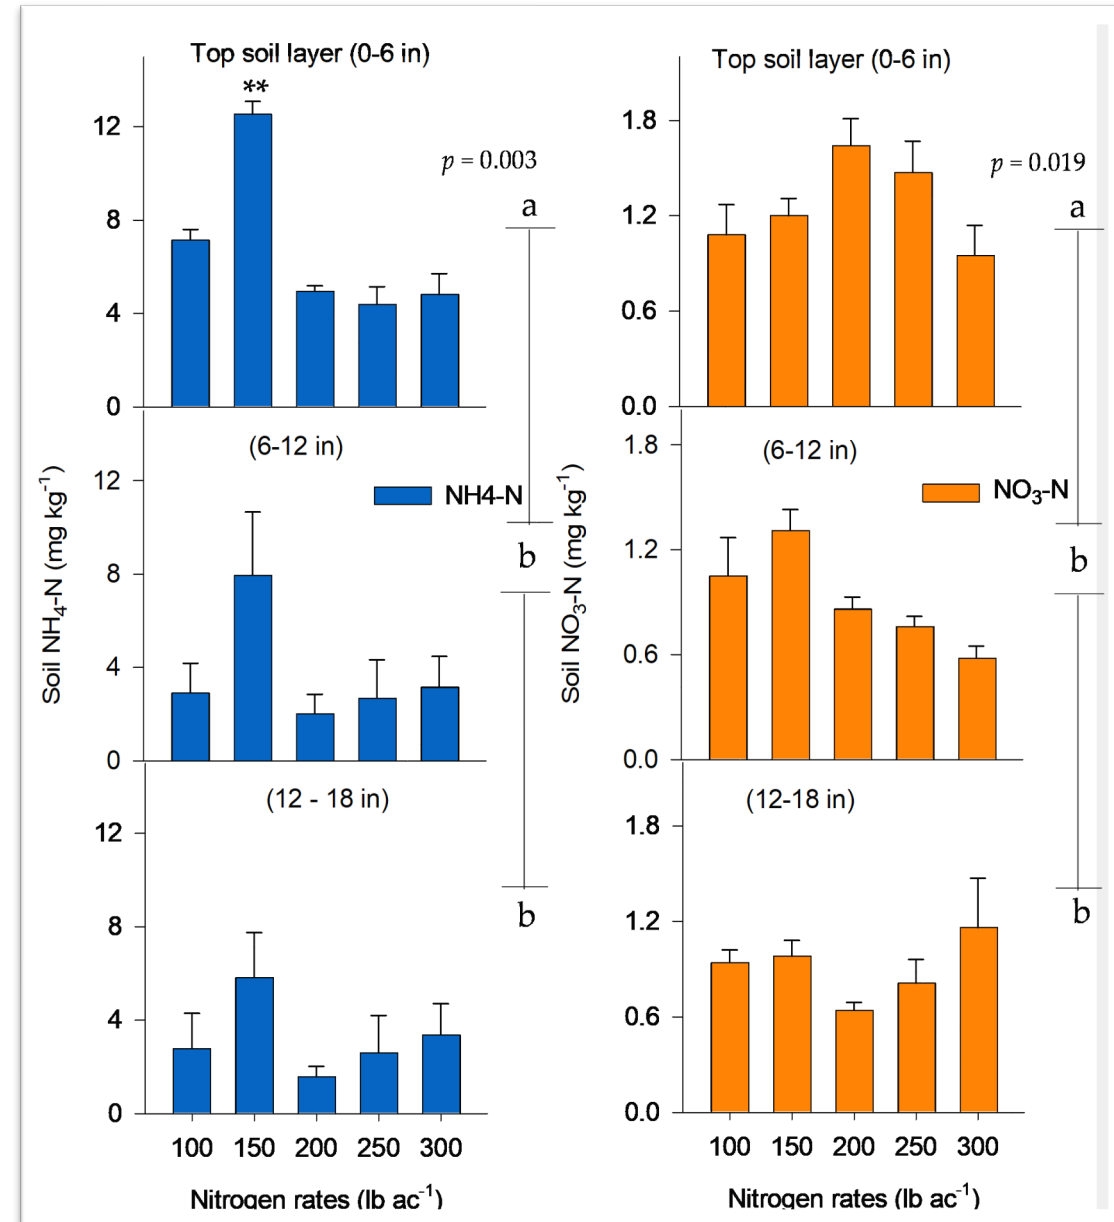 Top soil layer (0-6 in)
**
12
8
4
0
p = 0.003
a
(6-12 in)
12
8
4
0
NH4-N
b
(12 - 18 in)
12
8
4
0
b
100 150 200 250 300
Nitrogen rates (lb ac⁻¹)
Soil NH₄-N (mg kg⁻¹)
Top soil layer (0-6 in)
1.8
1.2
0.6
0.0
p = 0.019
a
(6-12 in)
1.8
1.2
0.6
0.0
NO₃-N
b
(12-18 in)
1.8
1.2
0.6
0.0
b
100 150 200 250 300
Nitrogen rates (lb ac⁻¹)
Soil NO₃-N (mg kg⁻¹)